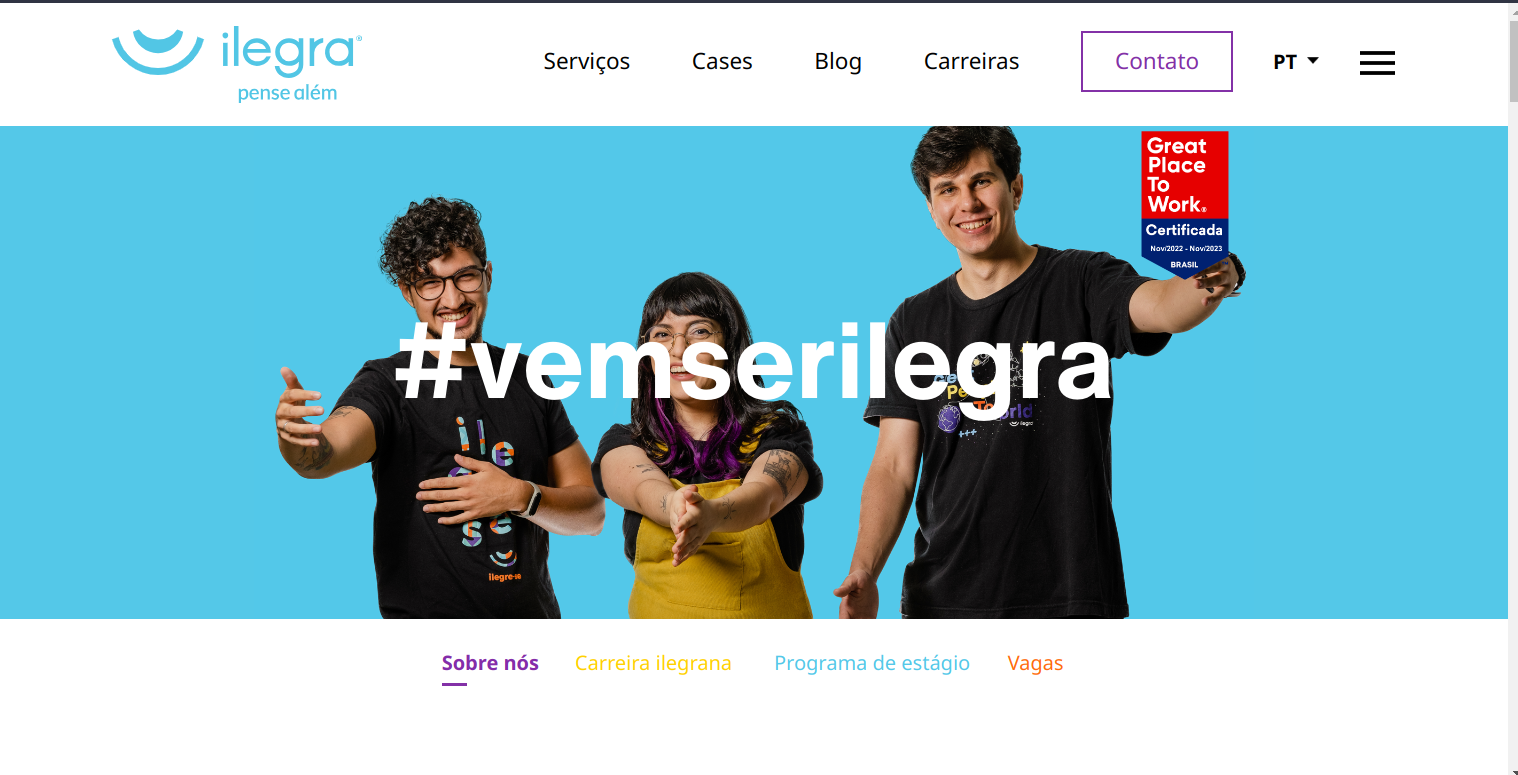 ilegra®
pense além
Serviços
Cases
Blog
Carreiras
Contato
PT
Great
Place
To
Work®
Certificada
Nov/2022 - Nov/2023
BRASIL
#vemserilegra
ile
se
ilegre-se
ilegra
Sobre nós
Carreira ilegrana
Programa de estágio
Vagas